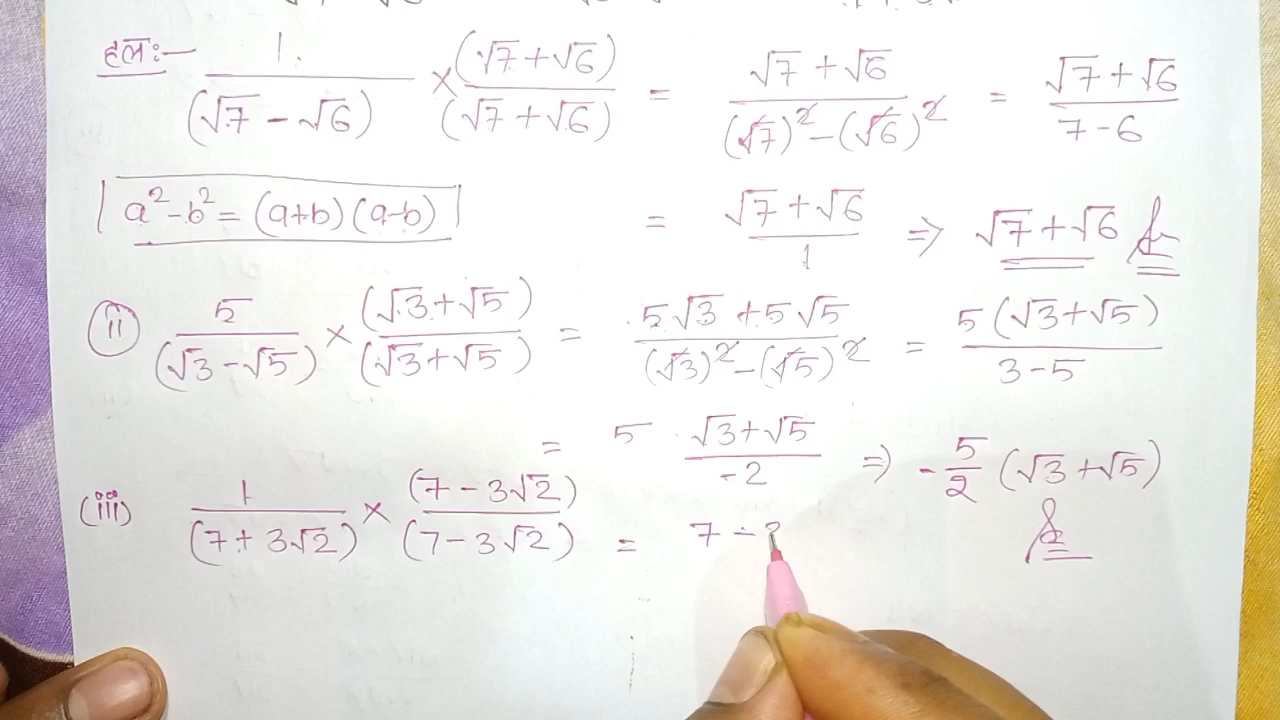 हल:- 1/(√7 - √6) × (√7 + √6)/(√7 + √6) = (√7 + √6)/((√7)² - (√6)²) = (√7 + √6)/(7 - 6)
a² - b² = (a+b)(a-b) = (√7 + √6)/1 ⇒ √7 + √6
(ii) 5/(√3 - √5) × (√3 + √5)/(√3 + √5) = (5√3 + 5√5)/((√3)² - (√5)²) = 5(√3 + √5)/(3 - 5)
= 5 (√3 + √5)/-2 ⇒ -5/2 (√3 + √5)
(iii) 1/(7 + 3√2) × (7 - 3√2)/(7 - 3√2) = 7 -